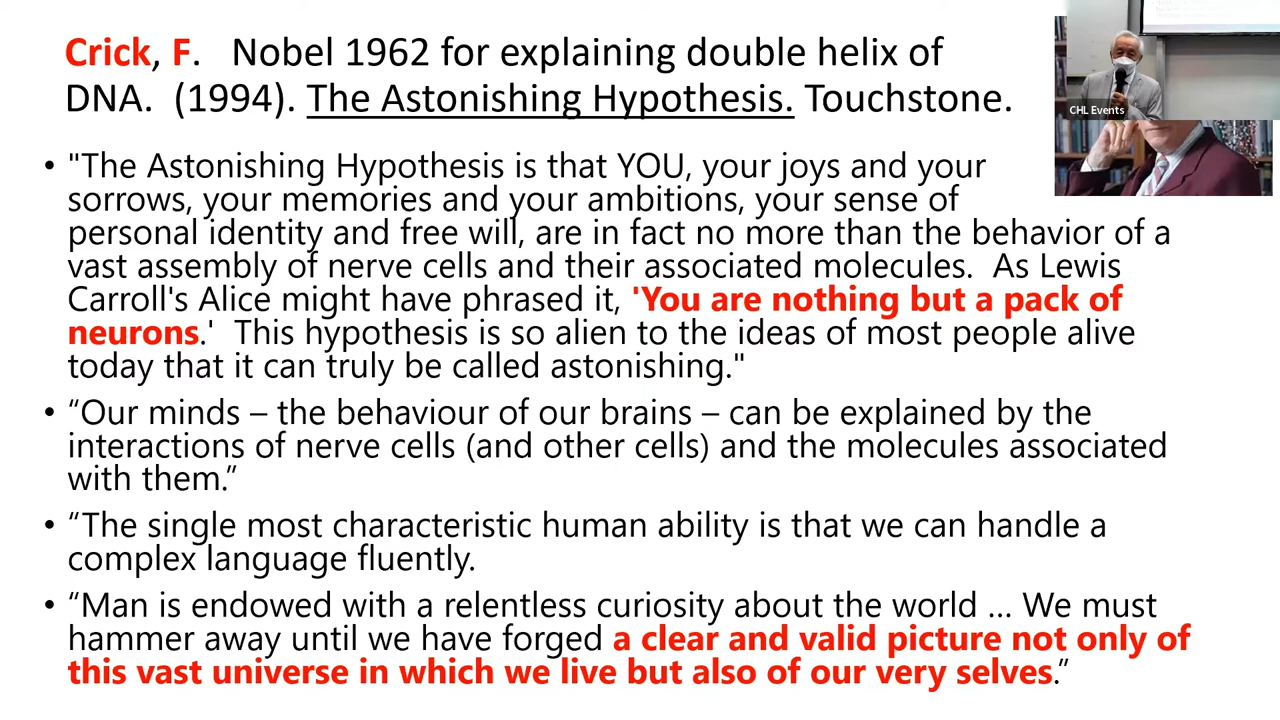 Crick, F.   Nobel 1962 for explaining double helix of
DNA.  (1994). The Astonishing Hypothesis. Touchstone.
CHL Events
• "The Astonishing Hypothesis is that YOU, your joys and your
sorrows, your memories and your ambitions, your sense of
personal identity and free will, are in fact no more than the behavior of a
vast assembly of nerve cells and their associated molecules.  As Lewis
Carroll's Alice might have phrased it, 'You are nothing but a pack of
neurons.'  This hypothesis is so alien to the ideas of most people alive
today that it can truly be called astonishing."
• “Our minds – the behaviour of our brains – can be explained by the
interactions of nerve cells (and other cells) and the molecules associated
with them.”
• “The single most characteristic human ability is that we can handle a
complex language fluently.
• “Man is endowed with a relentless curiosity about the world … We must
hammer away until we have forged a clear and valid picture not only of
this vast universe in which we live but also of our very selves.”